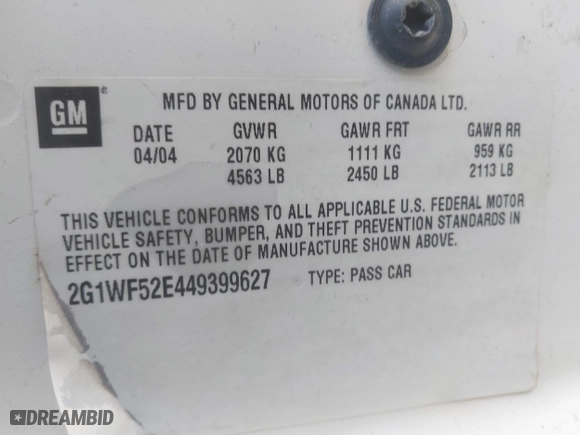 GM
MFD BY GENERAL MOTORS OF CANADA LTD.
DATE GVWR GAWR FRT GAWR RR
04/04 2070 KG 1111 KG 959 KG
4563 LB 2450 LB 2113 LB
THIS VEHICLE CONFORMS TO ALL APPLICABLE U.S. FEDERAL MOTOR
VEHICLE SAFETY, BUMPER, AND THEFT PREVENTION STANDARDS IN
EFFECT ON THE DATE OF MANUFACTURE SHOWN ABOVE.
2G1WF52E449399627 TYPE: PASS CAR
DREAMBID